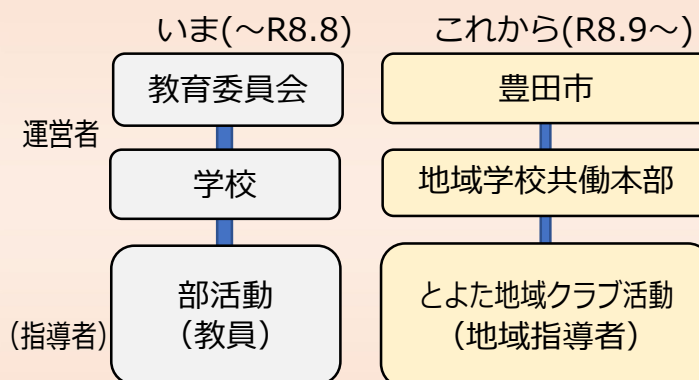 いま(～R8.8)
これから(R8.9～)
運営者
教育委員会
豊田市
学校
地域学校共働本部
(指導者)
部活動
（教員）
とよた地域クラブ活動
（地域指導者）